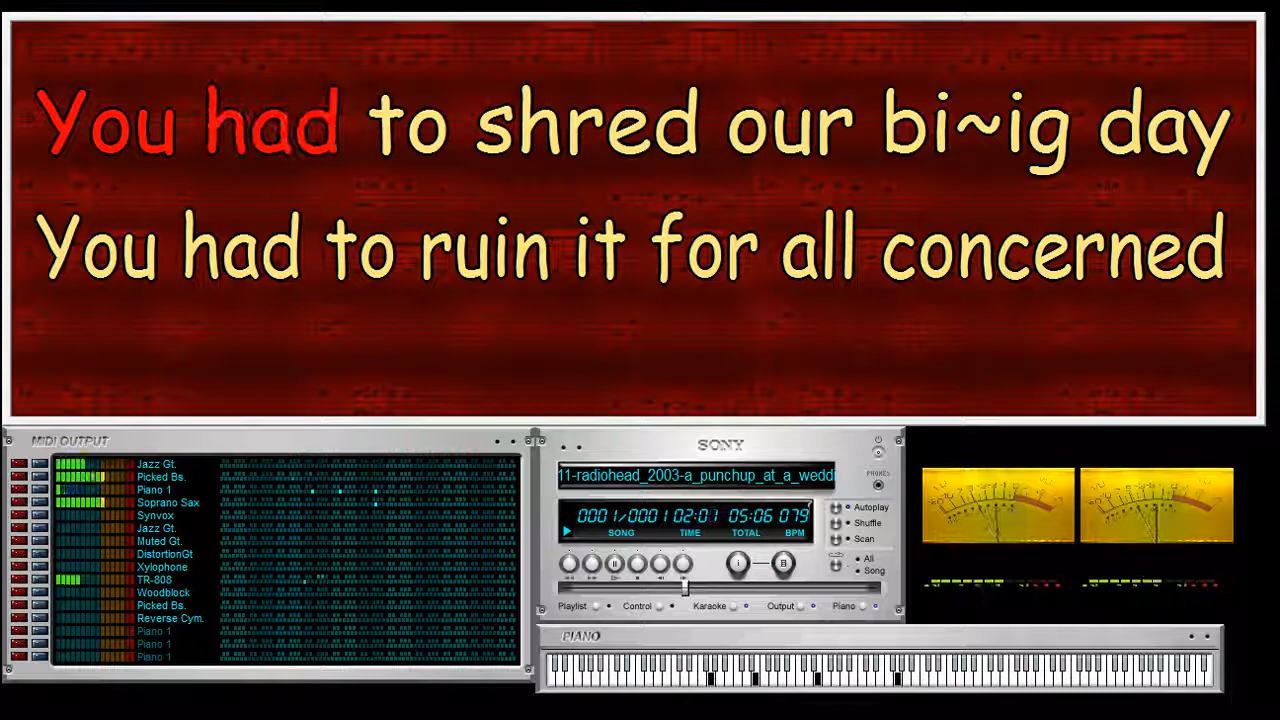 You had to shred our bi~ig day
You had to ruin it for all concerned
MIDI OUTPUT
Jazz Gt.
Picked Bs.
Piano 1
Soprano Sax
Synvox
Jazz Gt.
Muted Gt.
DistortionGt
Xylophone
TR-808
Woodblock
Picked Bs.
Reverse Cym.
Piano 1
Piano 1
Piano 1
SONY
PHONES
11-radiohead_2003-a_punchup_at_a_weddi
0001/0001 02:01 05:06 079
SONG TIME TOTAL BPM
Autoplay
Shuffle
Scan
All
Song
Playlist Control Karaoke Output Piano
PIANO